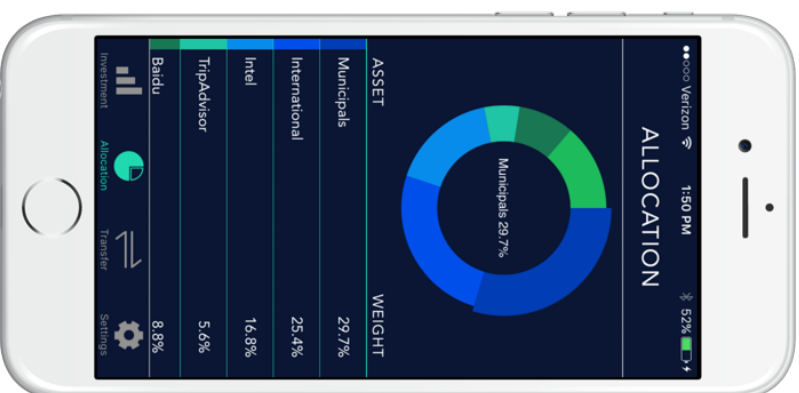 Verizon 1:50 PM 52%
ALLOCATION
Municipals 29.7%
ASSET WEIGHT
Municipals 29.7%
International 25.4%
Intel 16.8%
TripAdvisor 5.6%
Baidu 8.8%
Investment Allocation Transfer Settings